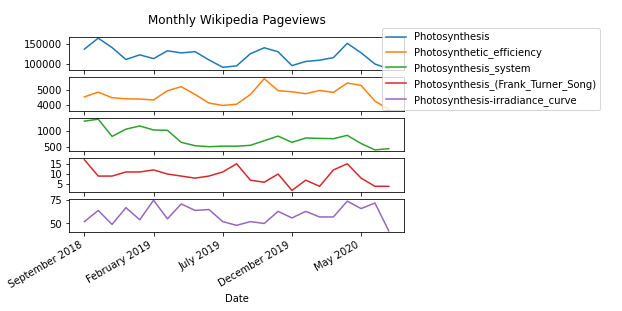 Monthly Wikipedia Pageviews
Photosynthesis
Photosynthetic_efficiency
Photosynthesis_system
Photosynthesis_(Frank_Turner_Song)
Photosynthesis-irradiance_curve
150000
100000
5000
4000
1000
500
15
10
5
75
50
September 2018
February 2019
July 2019
December 2019
May 2020
Date